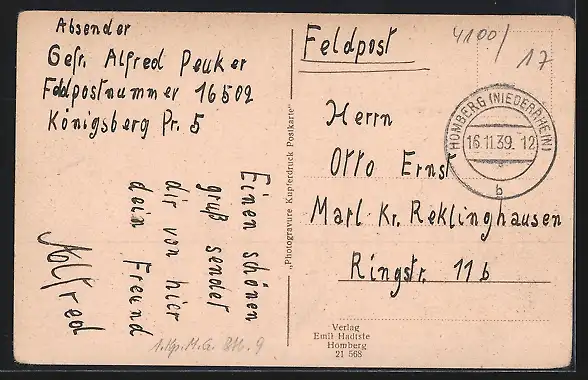 Absender
Gefr. Alfred Peuker
Feldpostnummer 16502
Königsberg Pr. 5
Einen schönen
gruß sendet
dir von hier
dein Freund
Alfred
"Photogravure Kupferdruck Postkarte"
Feldpost
4100/
17
HOMBERG (NIEDERRHEIN)
16.11.39. 12
b
Herrn
Otto Ernst
Marl Kr. Reklinghausen
Ringstr. 11b
Verlag
Emil Hadtste
Homberg
21 568